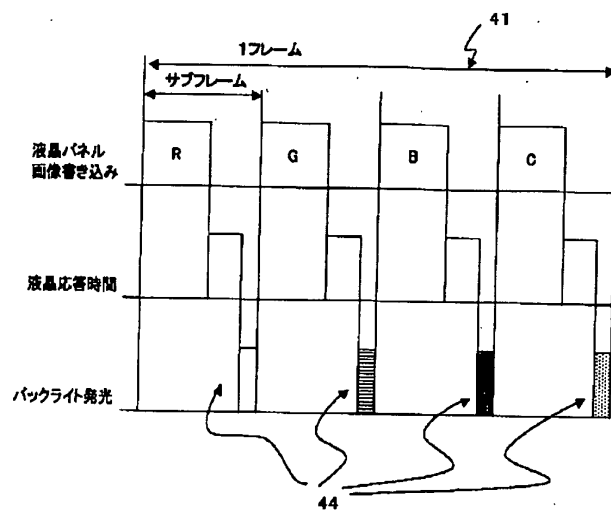 41
1フレーム
サブフレーム
液晶パネル
画像書き込み
R G B C
液晶応答時間
バックライト発光
44